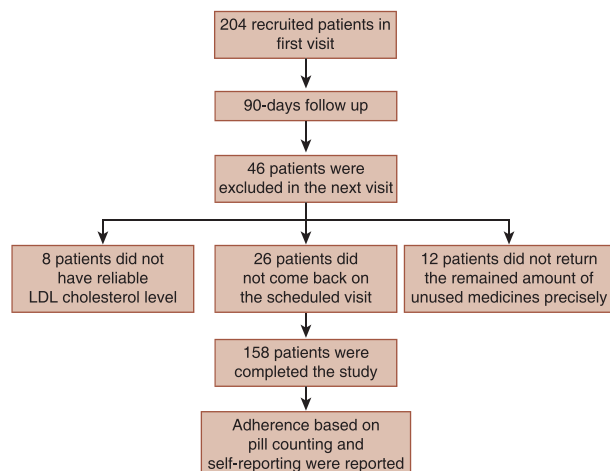 204 recruited patients in
first visit
90-days follow up
46 patients were
excluded in the next visit
8 patients did not
have reliable
LDL cholesterol level
26 patients did
not come back on
the scheduled visit
12 patients did not return
the remained amount of
unused medicines precisely
158 patients were
completed the study
Adherence based on
pill counting and
self-reporting were reported